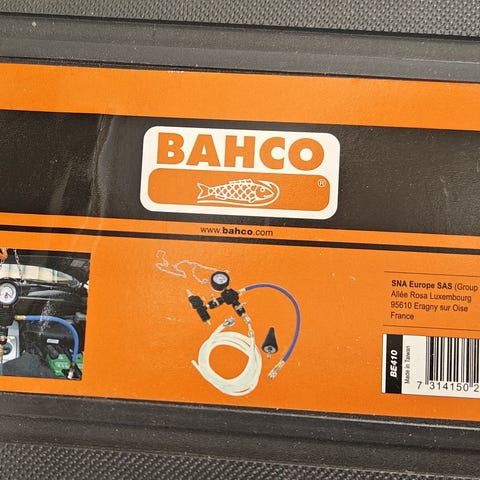 BAHCO
®
www.bahco.com
SNA Europe SAS (Group
Allée Rosa Luxembourg
95610 Eragny sur Oise
France
BE410
Made in Taiwan
7 314150 2